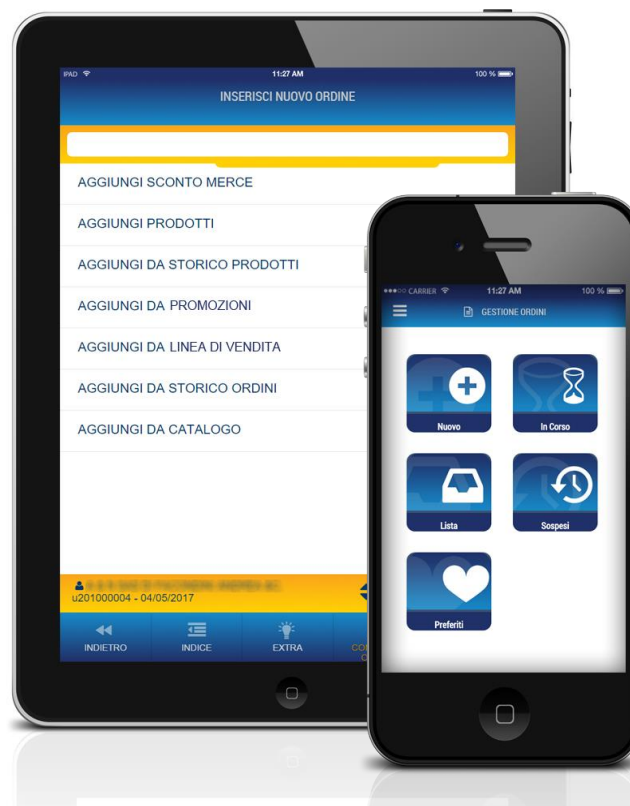 IPAD 11:27 AM 100 %
INSERISCI NUOVO ORDINE
AGGIUNGI SCONTO MERCE
AGGIUNGI PRODOTTI
AGGIUNGI DA STORICO PRODOTTI
AGGIUNGI DA PROMOZIONI
AGGIUNGI DA LINEA DI VENDITA
AGGIUNGI DA STORICO ORDINI
AGGIUNGI DA CATALOGO
u201000004 - 04/05/2017
INDIETRO INDICE EXTRA
CARRIER 11:27 AM 100 %
GESTIONE ORDINI
Nuovo In Corso
Lista Sospesi
Preferiti